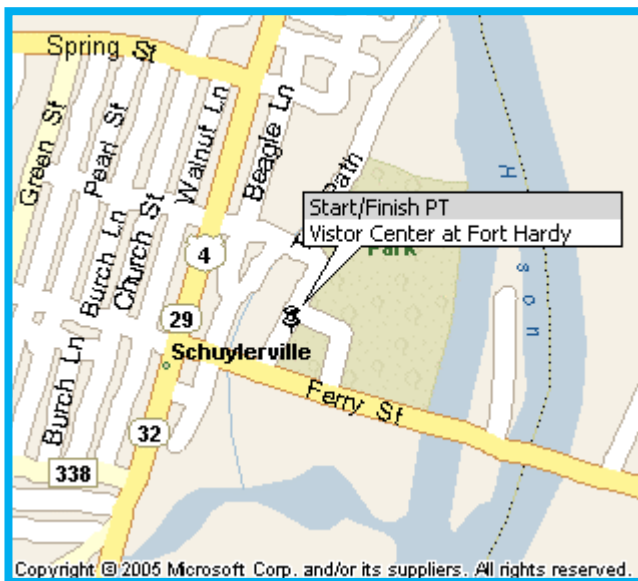 Spring St
Green St
Pearl St
Walnut Ln
Beagle Ln
Path
Start/Finish PT
Vistor Center at Fort Hardy
Park
H
s
o
n
Burch Ln
Church St
4
29
Schuylerville
Ferry St
Burch Ln
32
338
Copyright © 2005 Microsoft Corp. and/or its suppliers. All rights reserved.